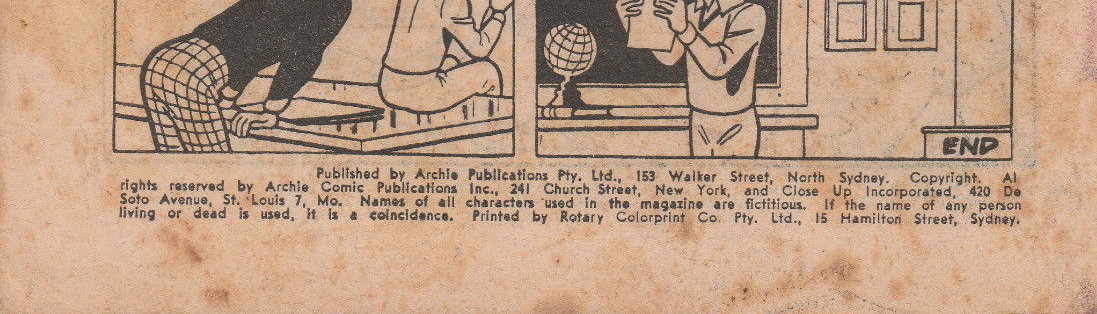 END
Published by Archie Publications Pty. Ltd., 153 Walker Street, North Sydney. Copyright. Al
rights reserved by Archie Comic Publications Inc., 241 Church Street, New York, and Close Up Incorporated, 420 De
Soto Avenue, St. Louis 7, Mo. Names of all characters used in the magazine are fictitious. If the name of any person
living or dead is used, it is a coincidence. Printed by Rotary Colorprint Co. Pty. Ltd., 15 Hamilton Street, Sydney.